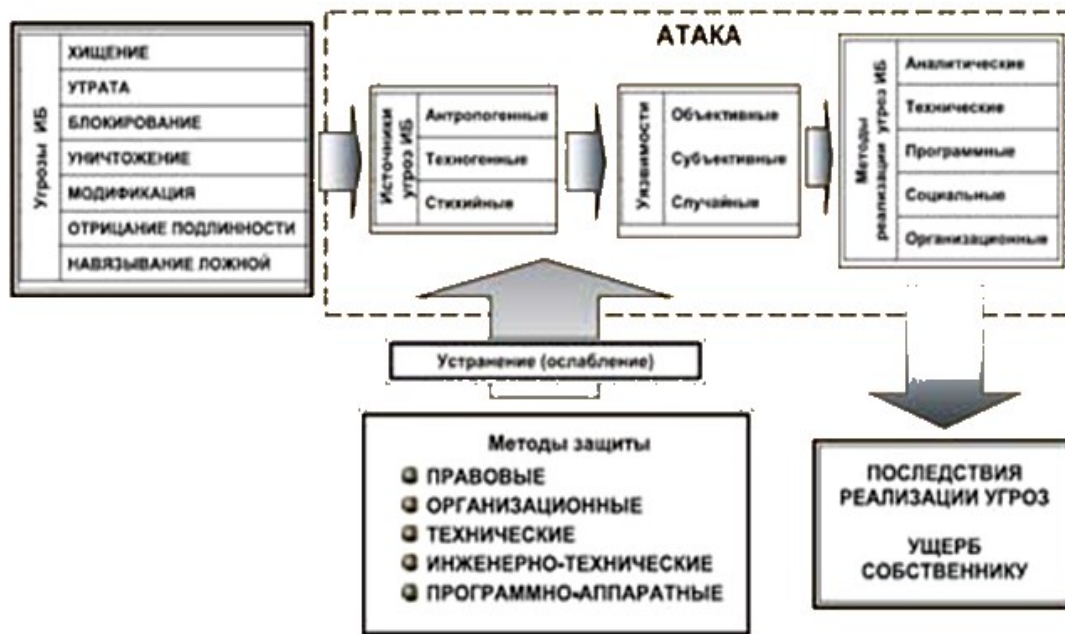 АТАКА
Угрозы ИБ
ХИЩЕНИЕ
УТРАТА
БЛОКИРОВАНИЕ
УНИЧТОЖЕНИЕ
МОДИФИКАЦИЯ
ОТРИЦАНИЕ ПОДЛИННОСТИ
НАВЯЗЫВАНИЕ ЛОЖНОЙ
Источники
угроз ИБ
Антропогенные
Техногенные
Стихийные
Уязвимости
Объективные
Субъективные
Случайные
Методы
реализации угроз ИБ
Аналитические
Технические
Программные
Социальные
Организационные
Устранение (ослабление)
Методы защиты
ПРАВОВЫЕ
ОРГАНИЗАЦИОННЫЕ
ТЕХНИЧЕСКИЕ
ИНЖЕНЕРНО-ТЕХНИЧЕСКИЕ
ПРОГРАММНО-АППАРАТНЫЕ
ПОСЛЕДСТВИЯ
РЕАЛИЗАЦИИ УГРОЗ
УЩЕРБ
СОБСТВЕННИКУ